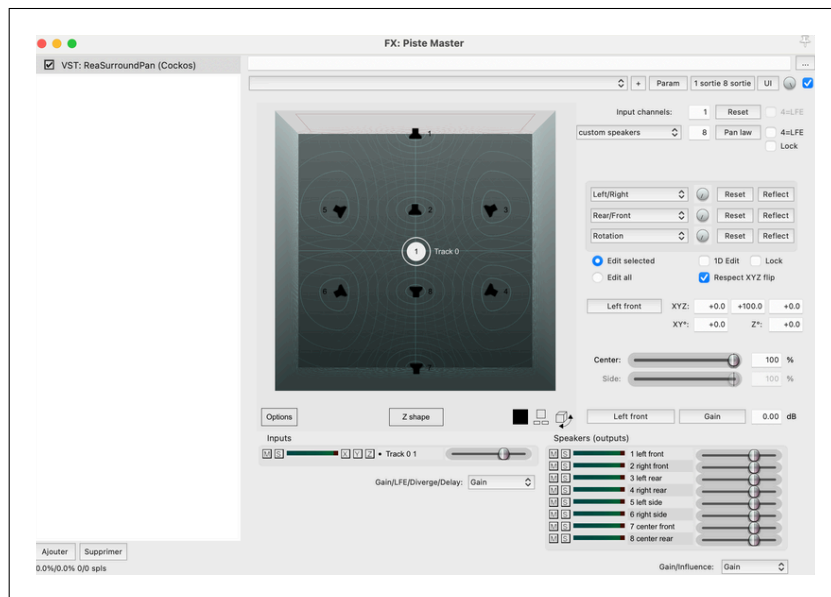 FX: Piste Master
VST: ReaSurroundPan (Cockos)
...
+ Param 1 sortie 8 sortie UI
Input channels: 1 Reset 4=LFE
custom speakers 8 Pan law 4=LFE
Lock
1
5 2 3
1 Track 0
6 8 4
7
Left/Right Reset Reflect
Rear/Front Reset Reflect
Rotation Reset Reflect
Edit selected 1D Edit Lock
Edit all Respect XYZ flip
Left front XYZ: +0.0 +100.0 +0.0
XY°: +0.0 Z°: +0.0
Center: 100 %
Side: 100 %
Options Z shape
Left front Gain 0.00 dB
Inputs
M S X Y Z • Track 0 1
Gain/LFE/Diverge/Delay: Gain
Speakers (outputs)
M S 1 left front
M S 2 right front
M S 3 left rear
M S 4 right rear
M S 5 left side
M S 6 right side
M S 7 center front
M S 8 center rear
Gain/Influence: Gain
Ajouter Supprimer
0.0%/0.0% 0/0 spls